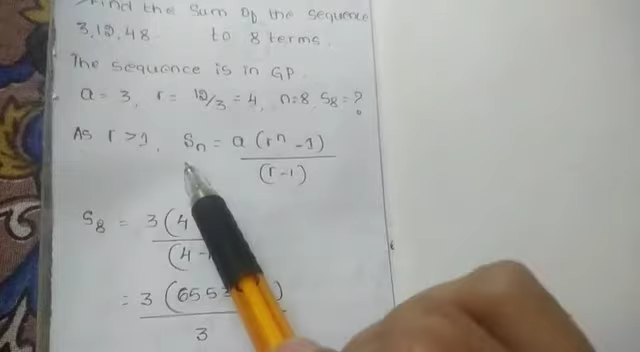 Find the sum of the sequence
3,12,48 to 8 terms.
The sequence is in GP.
a = 3, r = 12/3 = 4, n=8, S8=?
As r >1, Sn = a (r^n -1)
(r-1)
S8 = 3 (4
(4-
= 3 (655 )
3